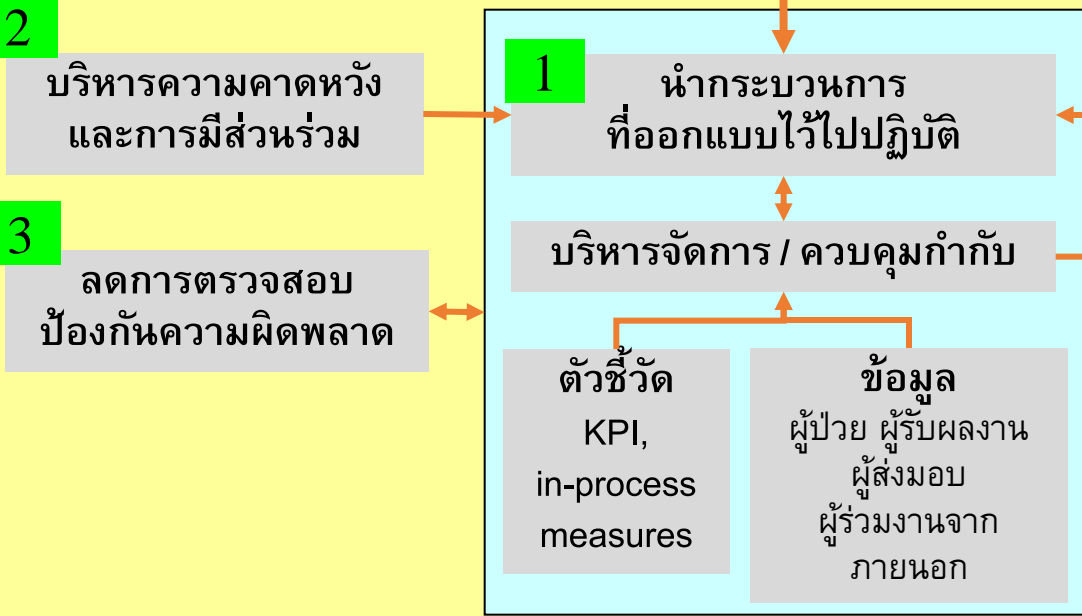 2
บริหารความคาดหวัง
และการมีส่วนร่วม
1
นำกระบวนการ
ที่ออกแบบไว้ไปปฏิบัติ
3
ลดการตรวจสอบ
ป้องกันความผิดพลาด
บริหารจัดการ / ควบคุมกำกับ
ตัวชี้วัด
KPI,
in-process
measures
ข้อมูล
ผู้ป่วย ผู้รับผลงาน
ผู้ส่งมอบ
ผู้ร่วมงานจาก
ภายนอก